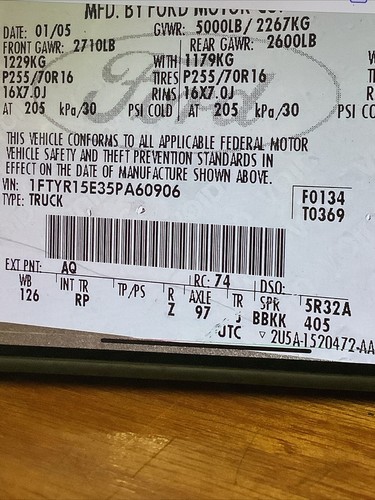 MFD. BY FORD MOTOR CO.
DATE: 01/05 GVWR: 5000LB/ 2267KG
FRONT GAWR: 2710LB REAR GAWR: 2600LB
1229KG WITH 1179KG W
P255/70R16 TIRES P255/70R16 T
16X7.0J RIMS 16X7.0J R
AT 205 kPa/30 PSI COLD AT 205 kPa/30 PSI CO
Ford
THIS VEHICLE CONFORMS TO ALL APPLICABLE FEDERAL MOTOR
VEHICLE SAFETY AND THEFT PREVENTION STANDARDS IN
EFFECT ON THE DATE OF MANUFACTURE SHOWN ABOVE.
VIN: 1FTYR15E35PA60906 F0134
TYPE: TRUCK T0369
EXT PNT: AQ RC: 74 DSO:
WB INT TR TP/PS R AXLE TR SPR 5R32A
126 RP Z 97 J BBKK 405
UTC ▽ 2U5A-1520472-AA